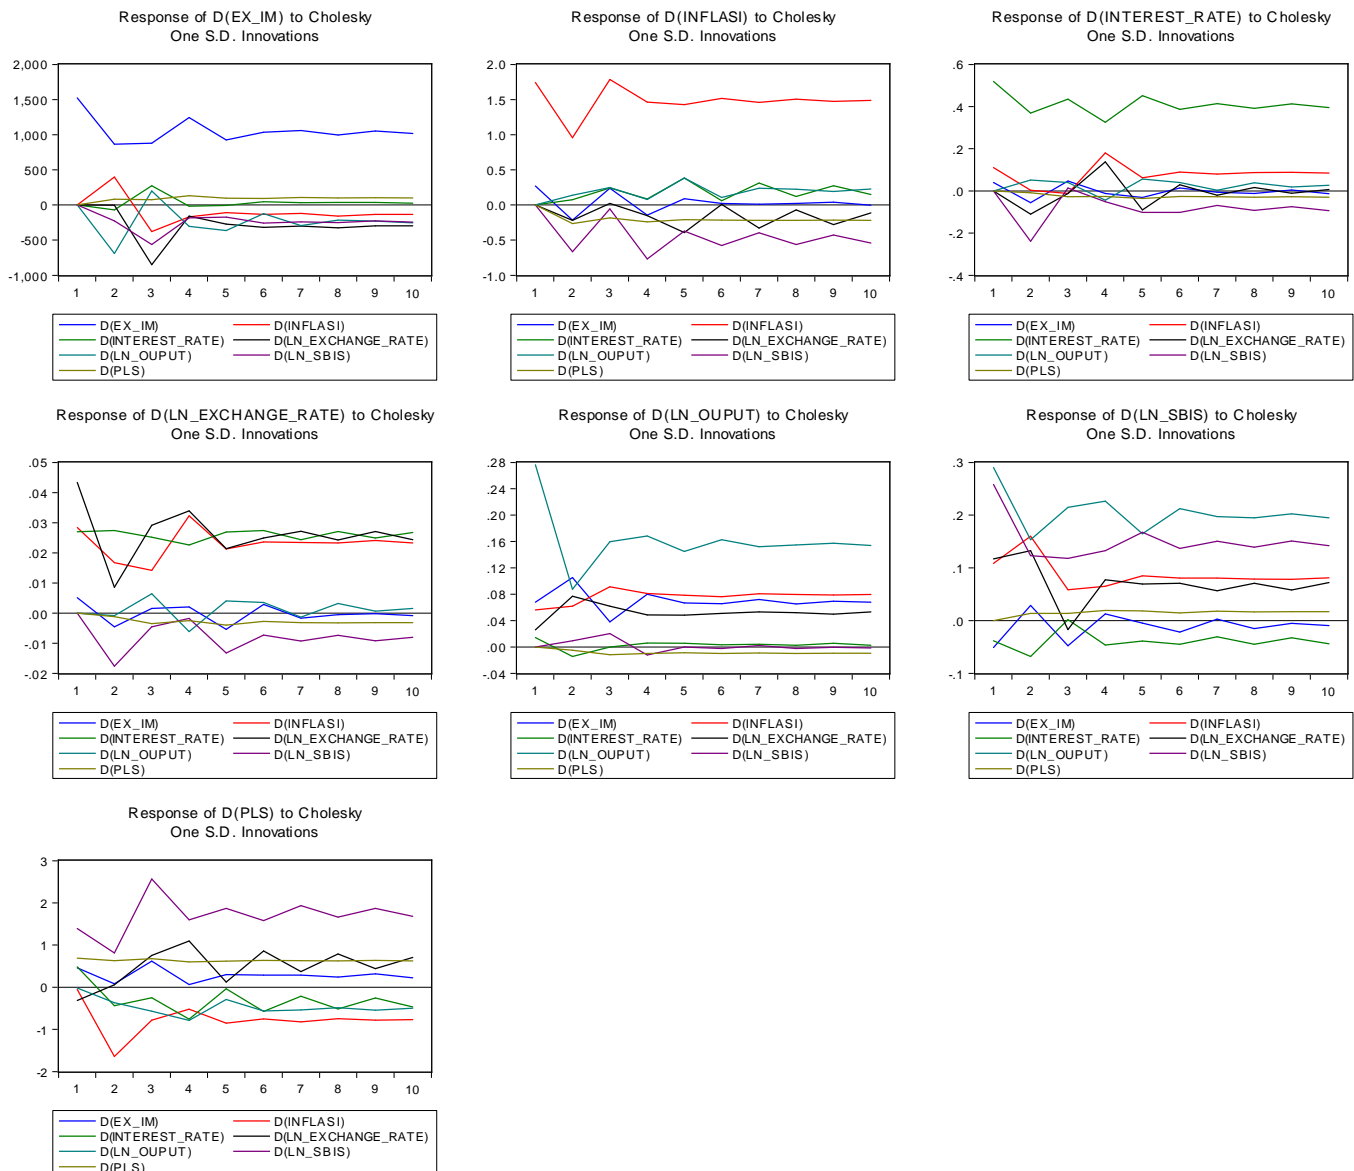 Response of D(EX_IM) to Cholesky
One S.D. Innovations
2,000
1,500
1,000
500
0
-500
-1,000
1 2 3 4 5 6 7 8 9 10
D(EX_IM) D(INFLASI)
D(INTEREST_RATE) D(LN_EXCHANGE_RATE)
D(LN_OUPUT) D(LN_SBIS)
D(PLS)
Response of D(INFLASI) to Cholesky
One S.D. Innovations
2.0
1.5
1.0
0.5
0.0
-0.5
-1.0
1 2 3 4 5 6 7 8 9 10
D(EX_IM) D(INFLASI)
D(INTEREST_RATE) D(LN_EXCHANGE_RATE)
D(LN_OUPUT) D(LN_SBIS)
D(PLS)
Response of D(INTEREST_RATE) to Cholesky
One S.D. Innovations
.6
.4
.2
.0
-.2
-.4
1 2 3 4 5 6 7 8 9 10
D(EX_IM) D(INFLASI)
D(INTEREST_RATE) D(LN_EXCHANGE_RATE)
D(LN_OUPUT) D(LN_SBIS)
D(PLS)
Response of D(LN_EXCHANGE_RATE) to Cholesky
One S.D. Innovations
.05
.04
.03
.02
.01
.00
-.01
-.02
1 2 3 4 5 6 7 8 9 10
D(EX_IM) D(INFLASI)
D(INTEREST_RATE) D(LN_EXCHANGE_RATE)
D(LN_OUPUT) D(LN_SBIS)
D(PLS)
Response of D(LN_OUPUT) to Cholesky
One S.D. Innovations
.28
.24
.20
.16
.12
.08
.04
.00
-.04
1 2 3 4 5 6 7 8 9 10
D(EX_IM) D(INFLASI)
D(INTEREST_RATE) D(LN_EXCHANGE_RATE)
D(LN_OUPUT) D(LN_SBIS)
D(PLS)
Response of D(LN_SBIS) to Cholesky
One S.D. Innovations
.3
.2
.1
.0
-.1
1 2 3 4 5 6 7 8 9 10
D(EX_IM) D(INFLASI)
D(INTEREST_RATE) D(LN_EXCHANGE_RATE)
D(LN_OUPUT) D(LN_SBIS)
D(PLS)
Response of D(PLS) to Cholesky
One S.D. Innovations
3
2
1
0
-1
-2
1 2 3 4 5 6 7 8 9 10
D(EX_IM) D(INFLASI)
D(INTEREST_RATE) D(LN_EXCHANGE_RATE)
D(LN_OUPUT) D(LN_SBIS)
D(PLS)